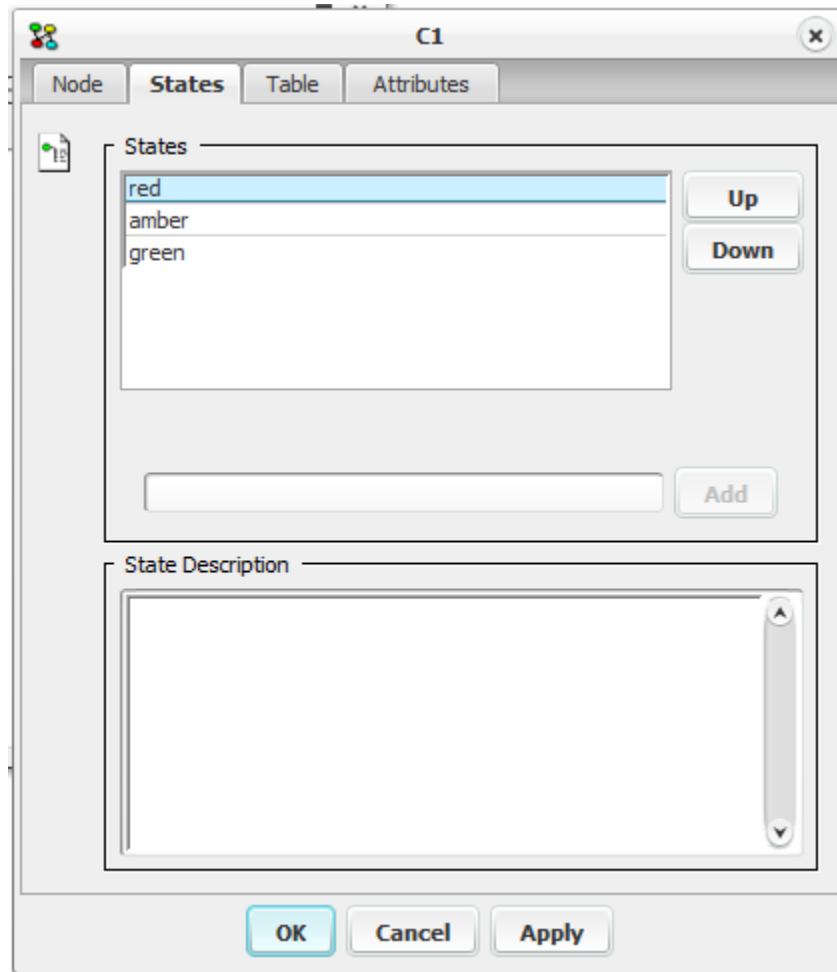 C1
Node States Table Attributes
States
red
amber
green
Up
Down
Add
State Description
OK Cancel Apply